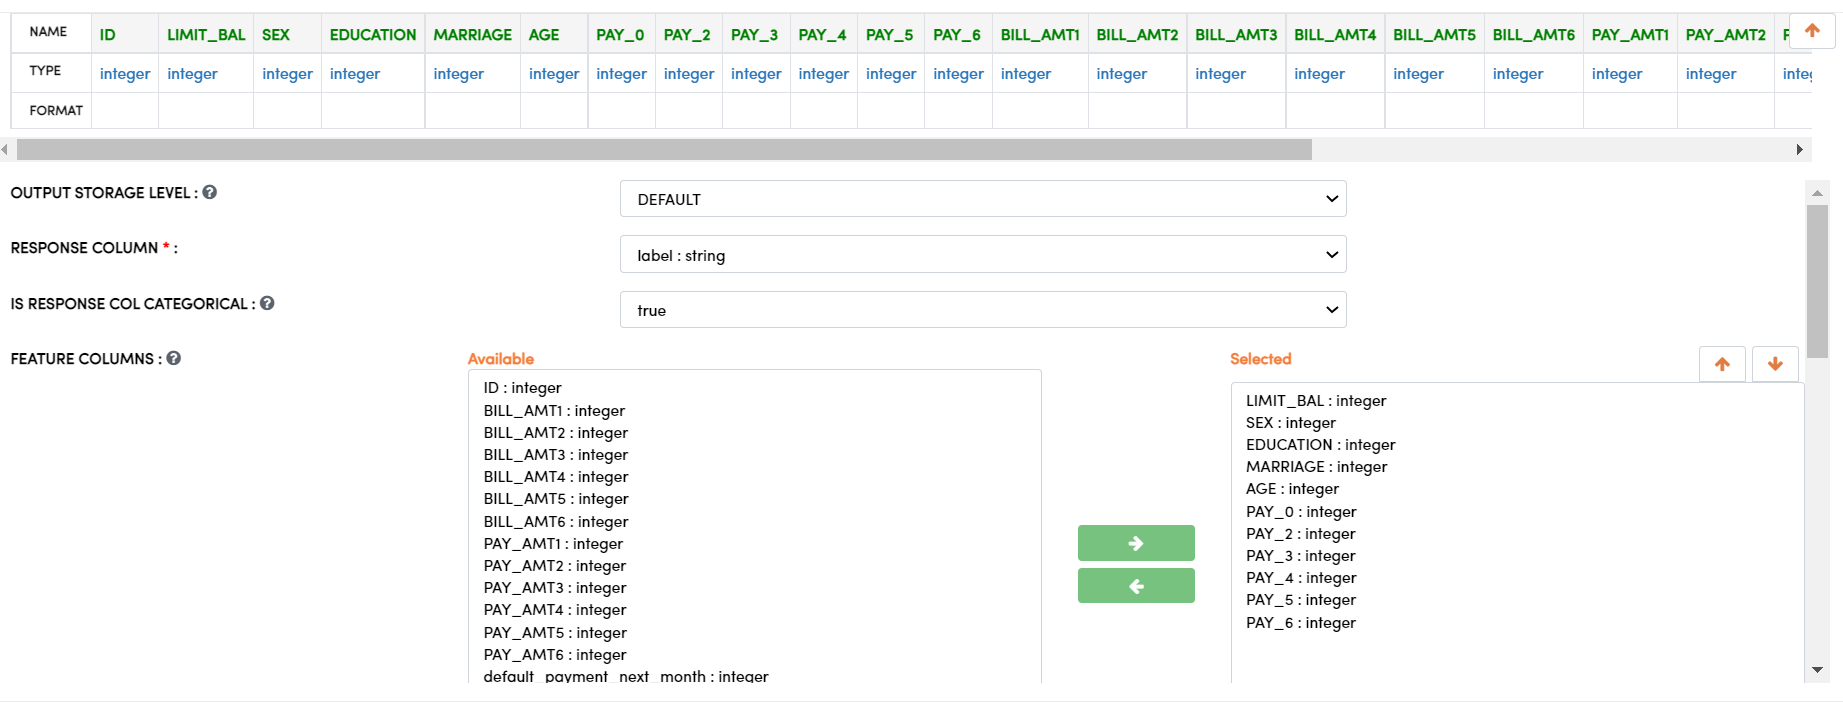 NAME ID LIMIT_BAL SEX EDUCATION MARRIAGE AGE PAY_0 PAY_2 PAY_3 PAY_4 PAY_5 PAY_6 BILL_AMT1 BILL_AMT2 BILL_AMT3 BILL_AMT4 BILL_AMT5 BILL_AMT6 PAY_AMT1 PAY_AMT2
TYPE integer integer integer integer integer integer integer integer integer integer integer integer integer integer integer integer integer integer integer integer
FORMAT
OUTPUT STORAGE LEVEL : DEFAULT
RESPONSE COLUMN * : label : string
IS RESPONSE COL CATEGORICAL : true
FEATURE COLUMNS :
Available
ID : integer
BILL_AMT1 : integer
BILL_AMT2 : integer
BILL_AMT3 : integer
BILL_AMT4 : integer
BILL_AMT5 : integer
BILL_AMT6 : integer
PAY_AMT1 : integer
PAY_AMT2 : integer
PAY_AMT3 : integer
PAY_AMT4 : integer
PAY_AMT5 : integer
PAY_AMT6 : integer
default_payment_next_month : integer
Selected
LIMIT_BAL : integer
SEX : integer
EDUCATION : integer
MARRIAGE : integer
AGE : integer
PAY_0 : integer
PAY_2 : integer
PAY_3 : integer
PAY_4 : integer
PAY_5 : integer
PAY_6 : integer